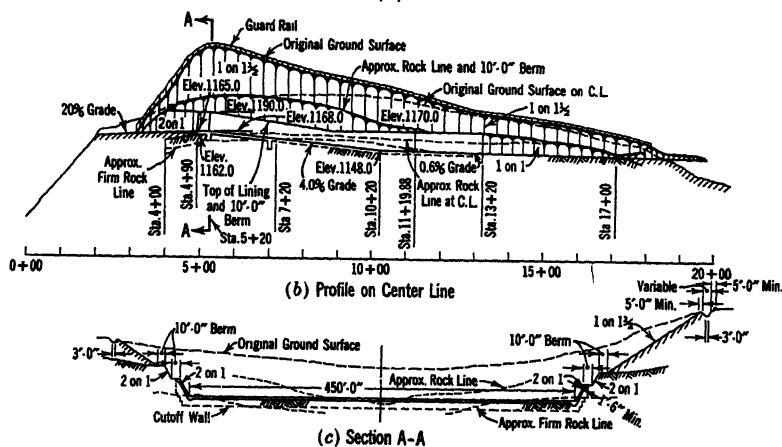 A
Guard Rail
Original Ground Surface
1 on 1½
Approx. Rock Line and 10'-0" Berm
Original Ground Surface on C.L.
Elev. 1165.0
Elev. 1190.0
Elev. 1168.0
Elev. 1170.0
1 on 1½
20% Grade
2 on 1
Approx.
Firm Rock
Line
Elev.
1162.0
Top of Lining
and 10'-0"
Berm
Elev. 1148.0
4.0% Grade
0.6% Grade
Approx Rock
Line at C.L.
1 on 1
Sta. 4+00
Sta. 4+90
A
Sta. 5+20
Sta 7+20
Sta. 10+20
Sta. 11+19.88
Sta. 13+20
Sta 17+00
0+00
5+00
10+00
15+00
20+00
(b) Profile on Center Line
Variable
5'-0" Min.
5'-0" Min.
1 on 1½
3'-0"
10'-0" Berm
Original Ground Surface
10'-0" Berm
3'-0"
2 on 1
2 on 1
450'-0"
Approx. Rock Line
2 on 1
2 on 1
1'-6" Min.
Cutoff Wall
Approx. Firm Rock Line
(c) Section A-A